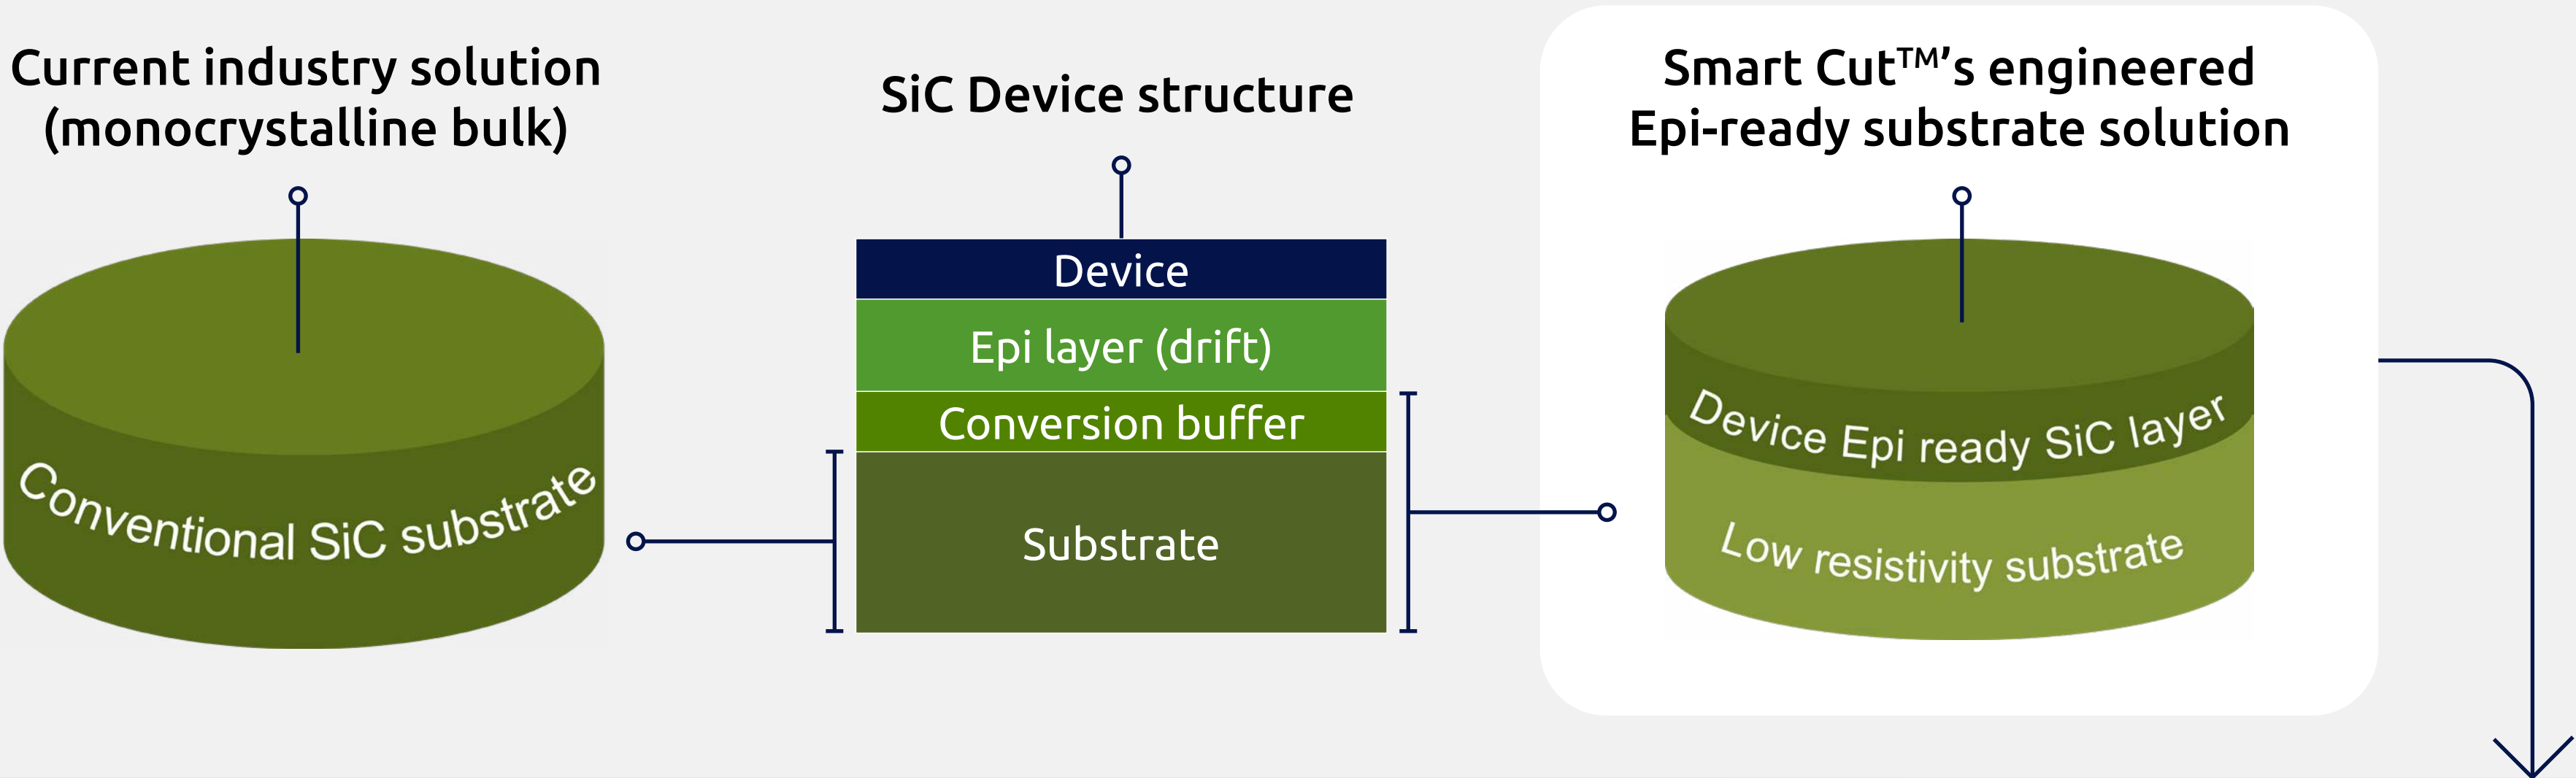 Current industry solution
(monocrystalline bulk)
Conventional SiC substrate
SiC Device structure
Device
Epi layer (drift)
Conversion buffer
Substrate
Smart Cut™’s engineered
Epi-ready substrate solution
Device Epi ready SiC layer
Low resistivity substrate